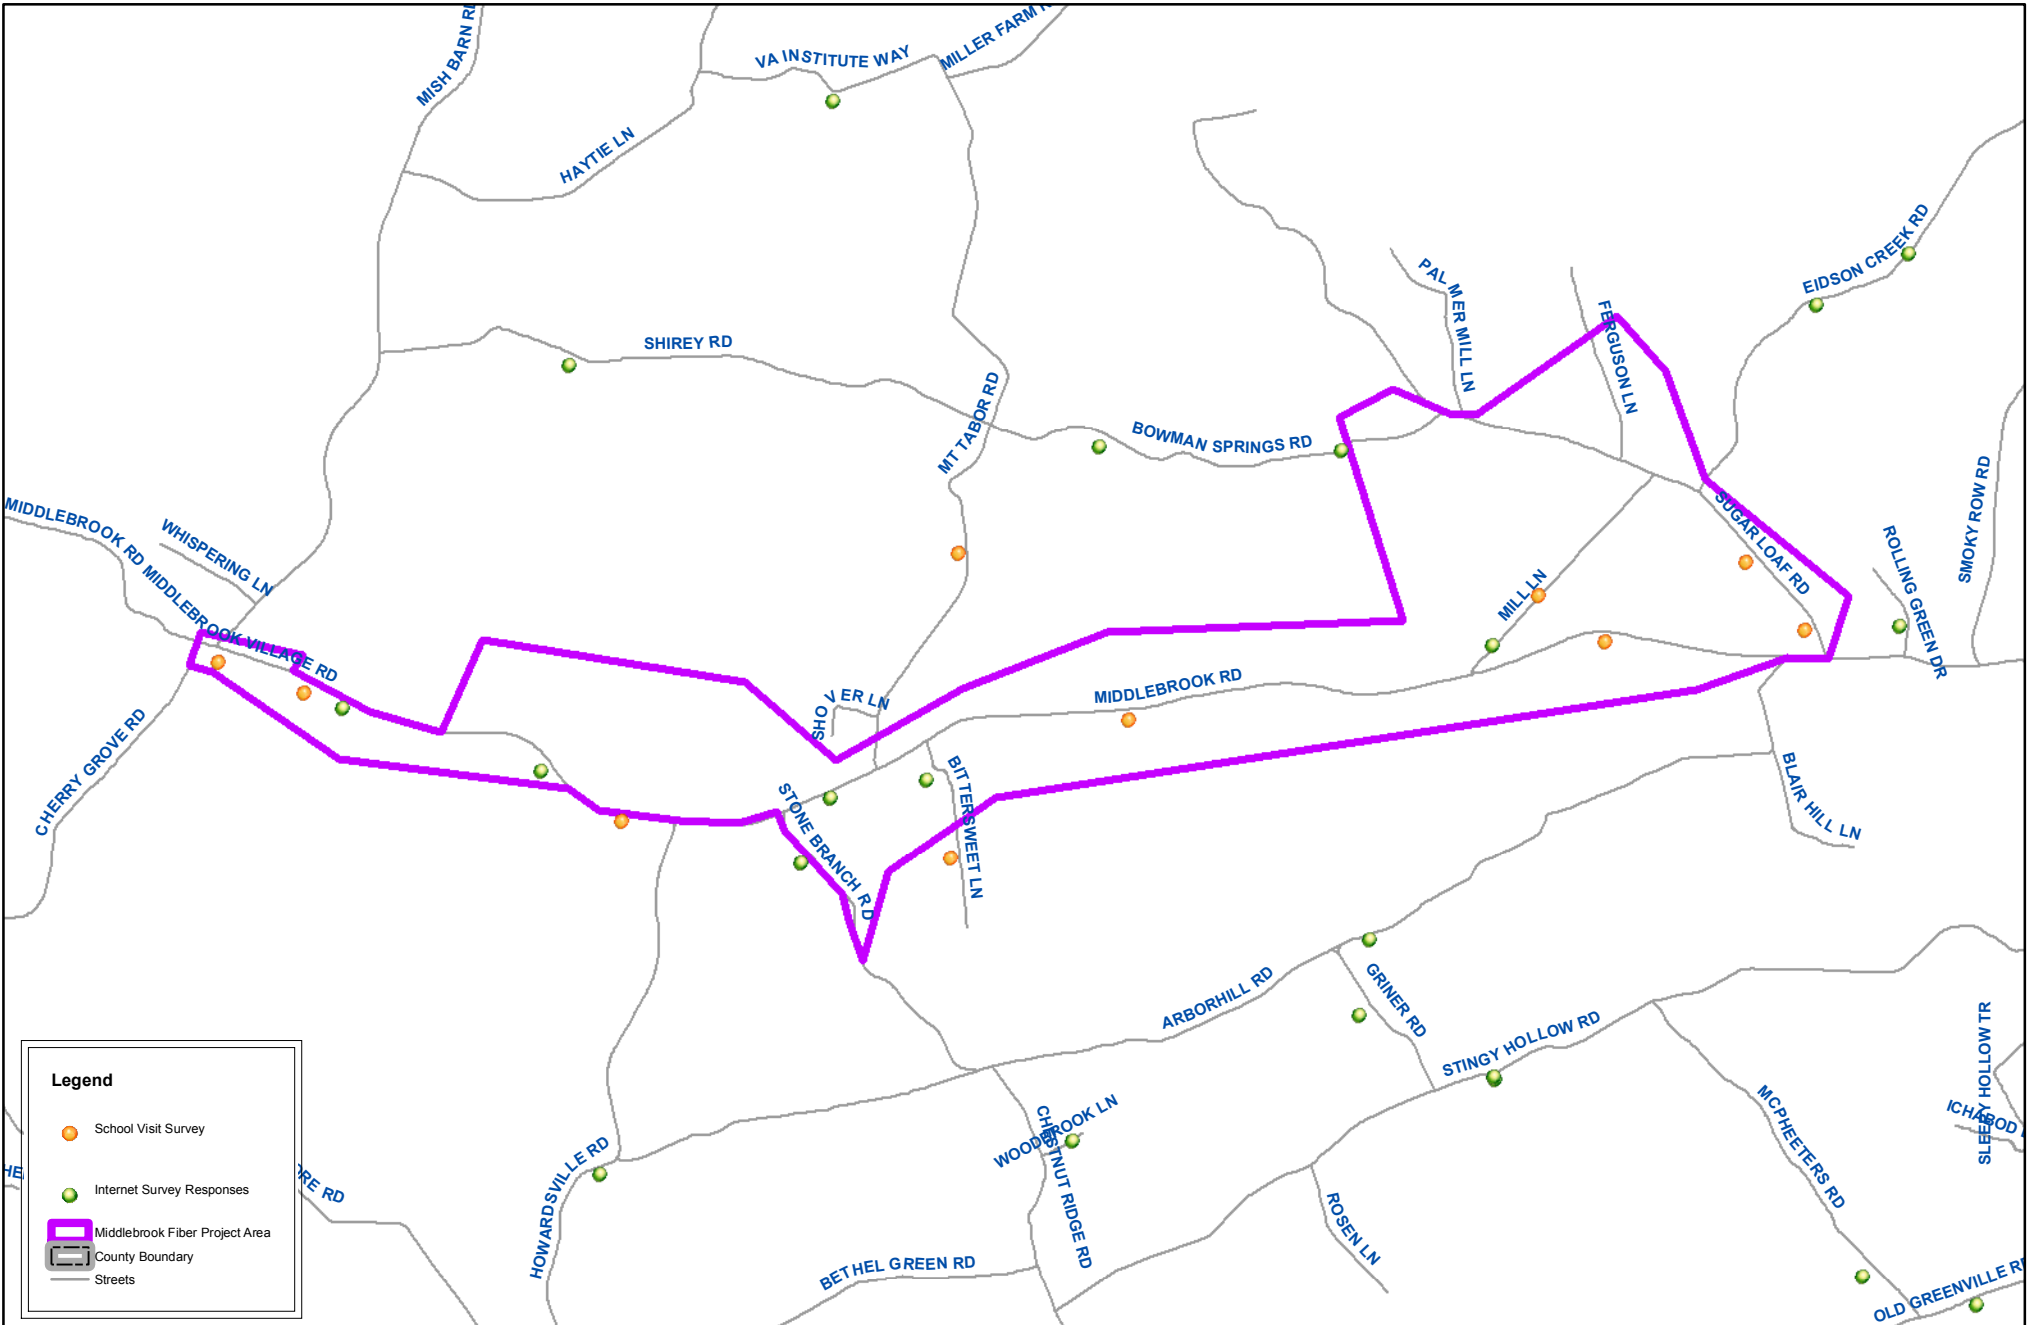 MISH BARN RD
VA INSTITUTE WAY
MILLER FARM R
HAYTIE LN
EIDSON CREEK RD
PALMER MILL LN
FERGUSON LN
SHIREY RD
MT TABOR RD
BOWMAN SPRINGS RD
SMOKY ROW RD
MIDDLEBROOK RD
WHISPERING LN
MIDDLEBROOK VILLAGE RD
SUGAR LOAF RD
ROLLING GREEN DR
MILL LN
SHOVER LN
MIDDLEBROOK RD
CHERRY GROVE RD
STONE BRANCH RD
BITTERSWEET LN
BLAIR HILL LN
ARBORHILL RD
GRINER RD
STINGY HOLLOW RD
SLEEPY HOLLOW TR
ICHABOD
MCPHEETERS RD
CHESTNUT RIDGE RD
WOODBROOK LN
HOWARDSVILLE RD
ROSEN LN
BETHEL GREEN RD
OLD GREENVILLE RD
HE
ORE RD
Legend
School Visit Survey
Internet Survey Responses
Middlebrook Fiber Project Area
County Boundary
Streets